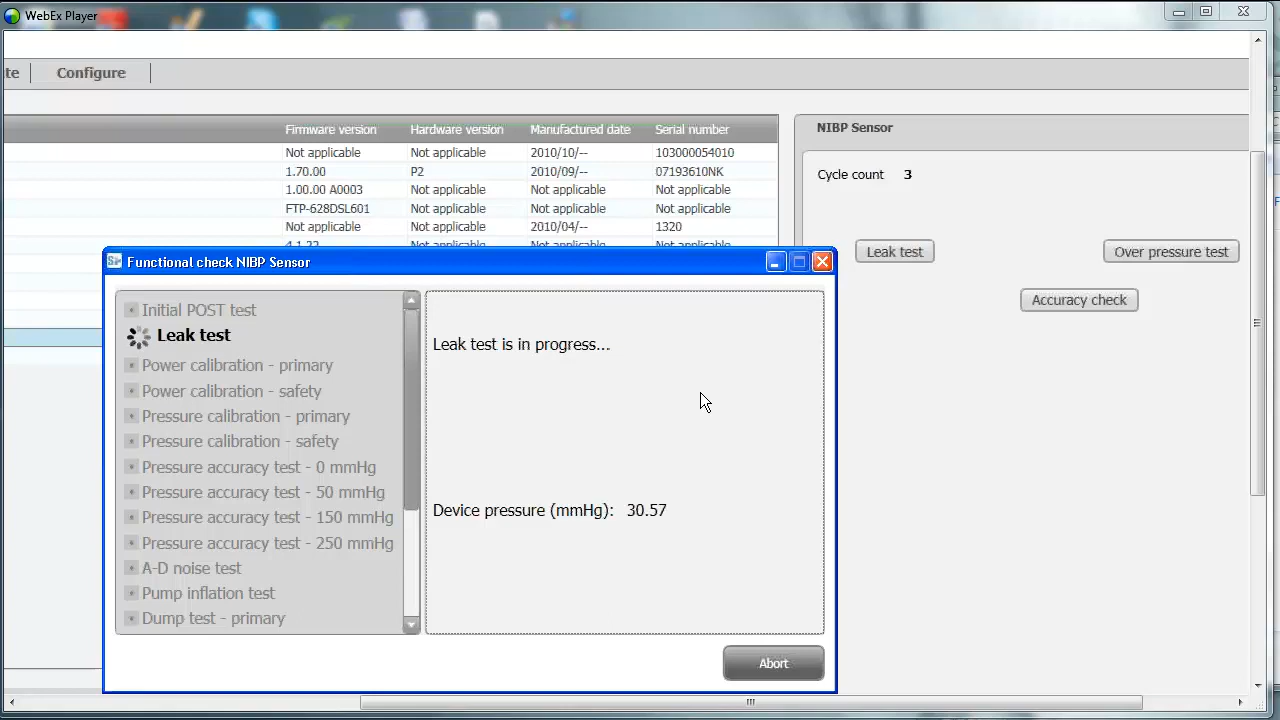 WebEx Player
te
Configure
Firmware version Hardware version Manufactured date Serial number
Not applicable Not applicable 2010/10/-- 103000054010
1.70.00 P2 2010/09/-- 07193610NK
1.00.00 A0003 Not applicable Not applicable Not applicable
FTP-628DSL601 Not applicable Not applicable Not applicable
Not applicable Not applicable 2010/04/-- 1320
NIBP Sensor
Cycle count 3
Leak test
Over pressure test
Accuracy check
Functional check NIBP Sensor
Initial POST test
Leak test
Power calibration - primary
Power calibration - safety
Pressure calibration - primary
Pressure calibration - safety
Pressure accuracy test - 0 mmHg
Pressure accuracy test - 50 mmHg
Pressure accuracy test - 150 mmHg
Pressure accuracy test - 250 mmHg
A-D noise test
Pump inflation test
Dump test - primary
Leak test is in progress...
Device pressure (mmHg): 30.57
Abort